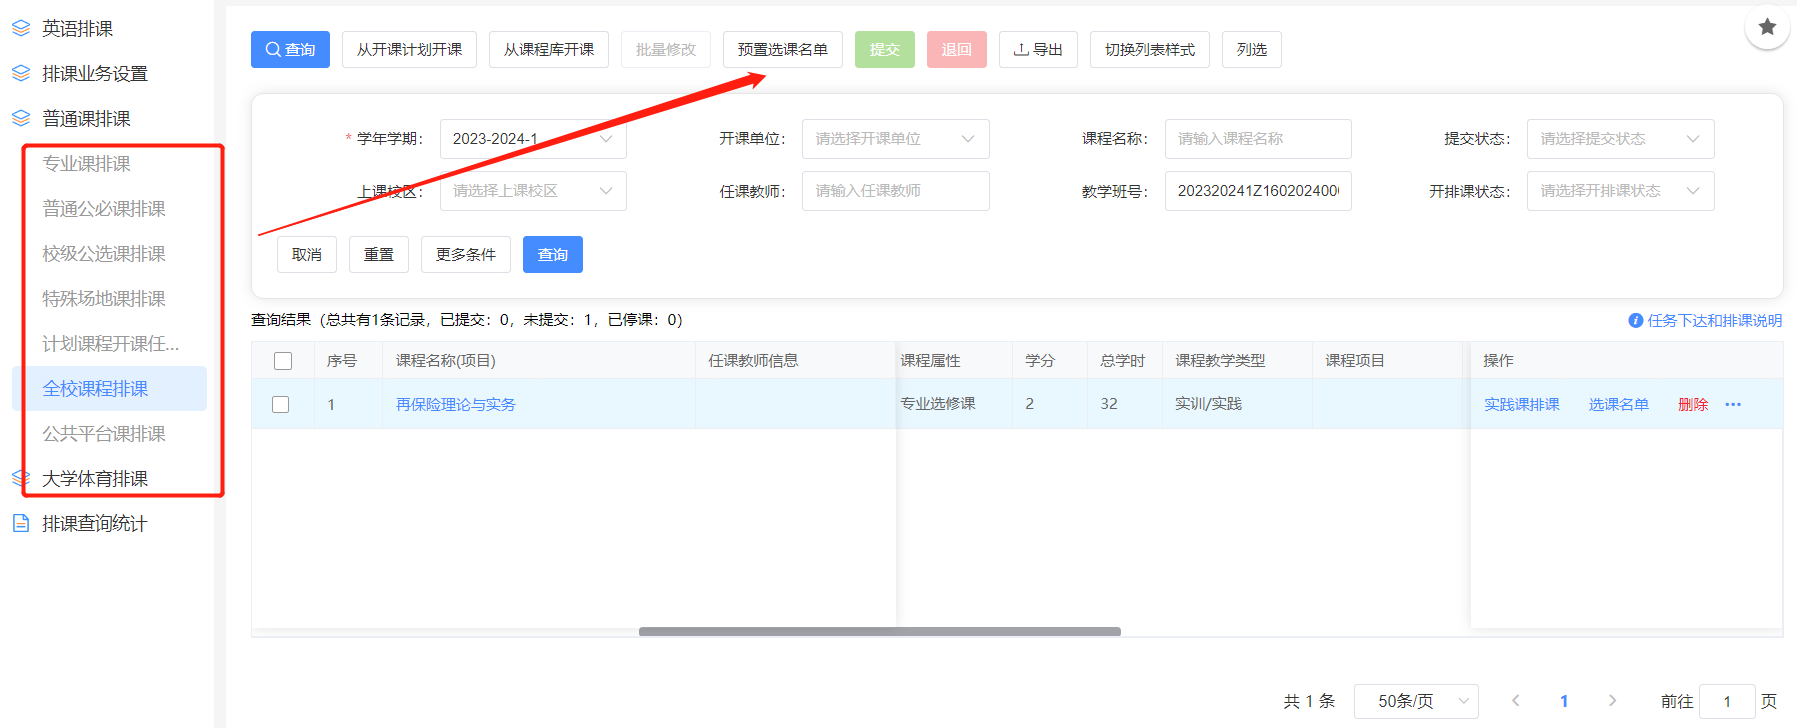 英语排课
排课业务设置
普通课排课
专业课排课
普通公必课排课
校级公选课排课
特殊场地课排课
计划课程开课任...
全校课程排课
公共平台课排课
大学体育排课
排课查询统计
查询 从开课计划开课 从课程库开课 批量修改 预置选课名单 提交 退回 导出 切换列表样式 列选
* 学年学期： 2023-2024-1 开课单位： 请选择开课单位 课程名称： 请输入课程名称 提交状态： 请选择提交状态
上课校区： 请选择上课校区 任课教师： 请输入任课教师 教学班号： 202320241Z160202400 开排课状态： 请选择开排课状态
取消 重置 更多条件 查询
查询结果（总共有1条记录，已提交：0，未提交：1，已停课：0） 任务下达和排课说明
序号 课程名称(项目) 任课教师信息 课程属性 学分 总学时 课程教学类型 课程项目 操作
1 再保险理论与实务 专业选修课 2 32 实训/实践 实践课排课 选课名单 删除 ···
共 1 条 50条/页 < 1 > 前往 1 页